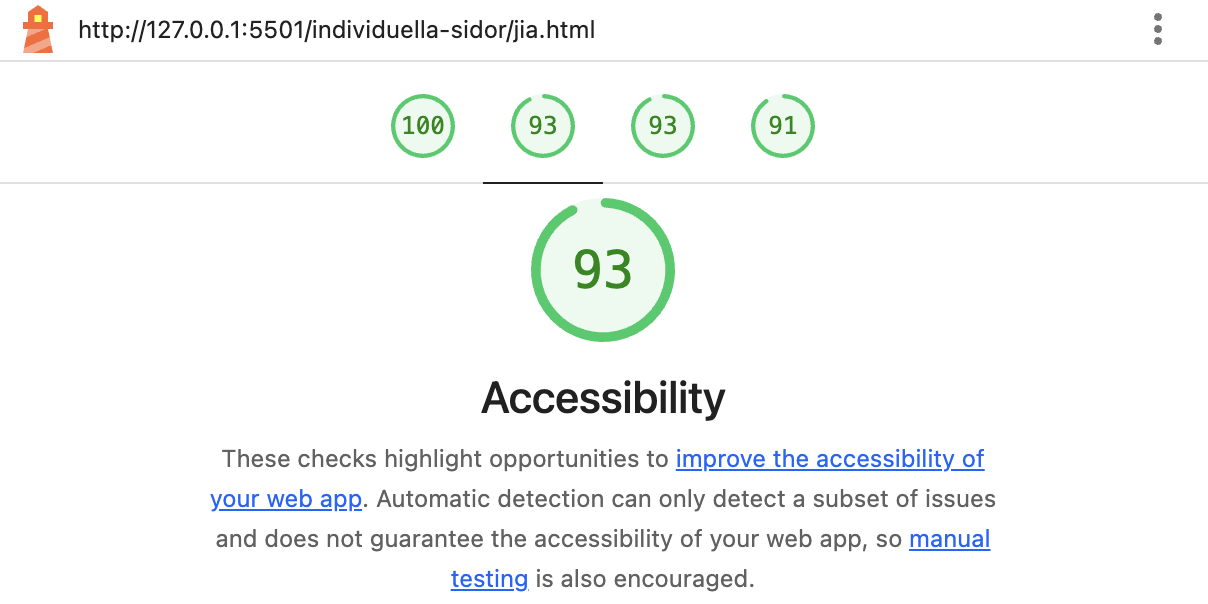 http://127.0.0.1:5501/individuella-sidor/jia.html
100 93 93 91
93
Accessibility
These checks highlight opportunities to improve the accessibility of
your web app. Automatic detection can only detect a subset of issues
and does not guarantee the accessibility of your web app, so manual
testing is also encouraged.